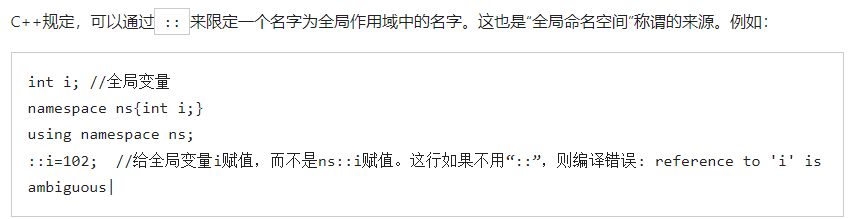 C++规定，可以通过 :: 来限定一个名字为全局作用域中的名字。这也是“全局命名空间”称谓的来源。例如：
int i; //全局变量
namespace ns{int i;}
using namespace ns;
::i=102;  //给全局变量i赋值，而不是ns::i赋值。这行如果不用“::”，则编译错误: reference to 'i' is
ambiguous|